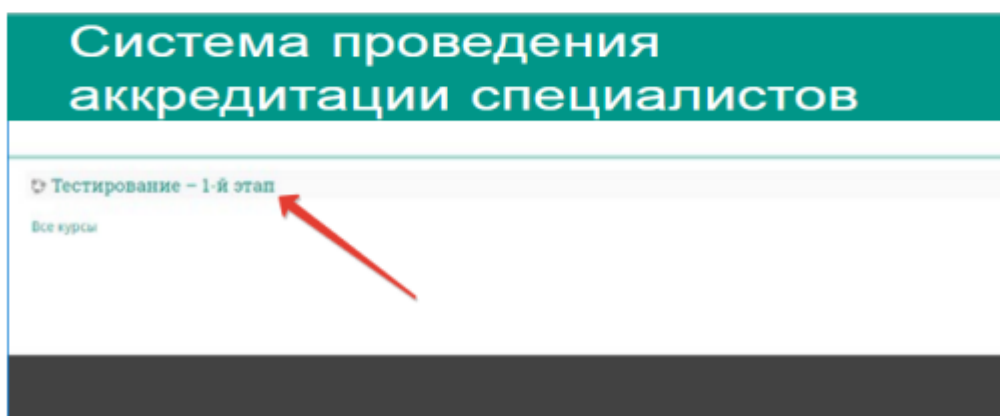 Система проведения
аккредитации специалистов
Тестирование – 1-й этап
Все курсы